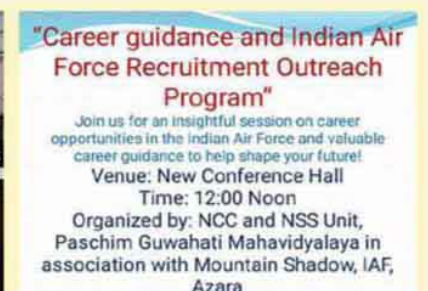 "Career guidance and Indian Air
Force Recruitment Outreach
Program"
Join us for an insightful session on career
opportunities in the Indian Air Force and valuable
career guidance to help shape your future!
Venue: New Conference Hall
Time: 12:00 Noon
Organized by: NCC and NSS Unit,
Paschim Guwahati Mahavidyalaya in
association with Mountain Shadow, IAF,
Azara